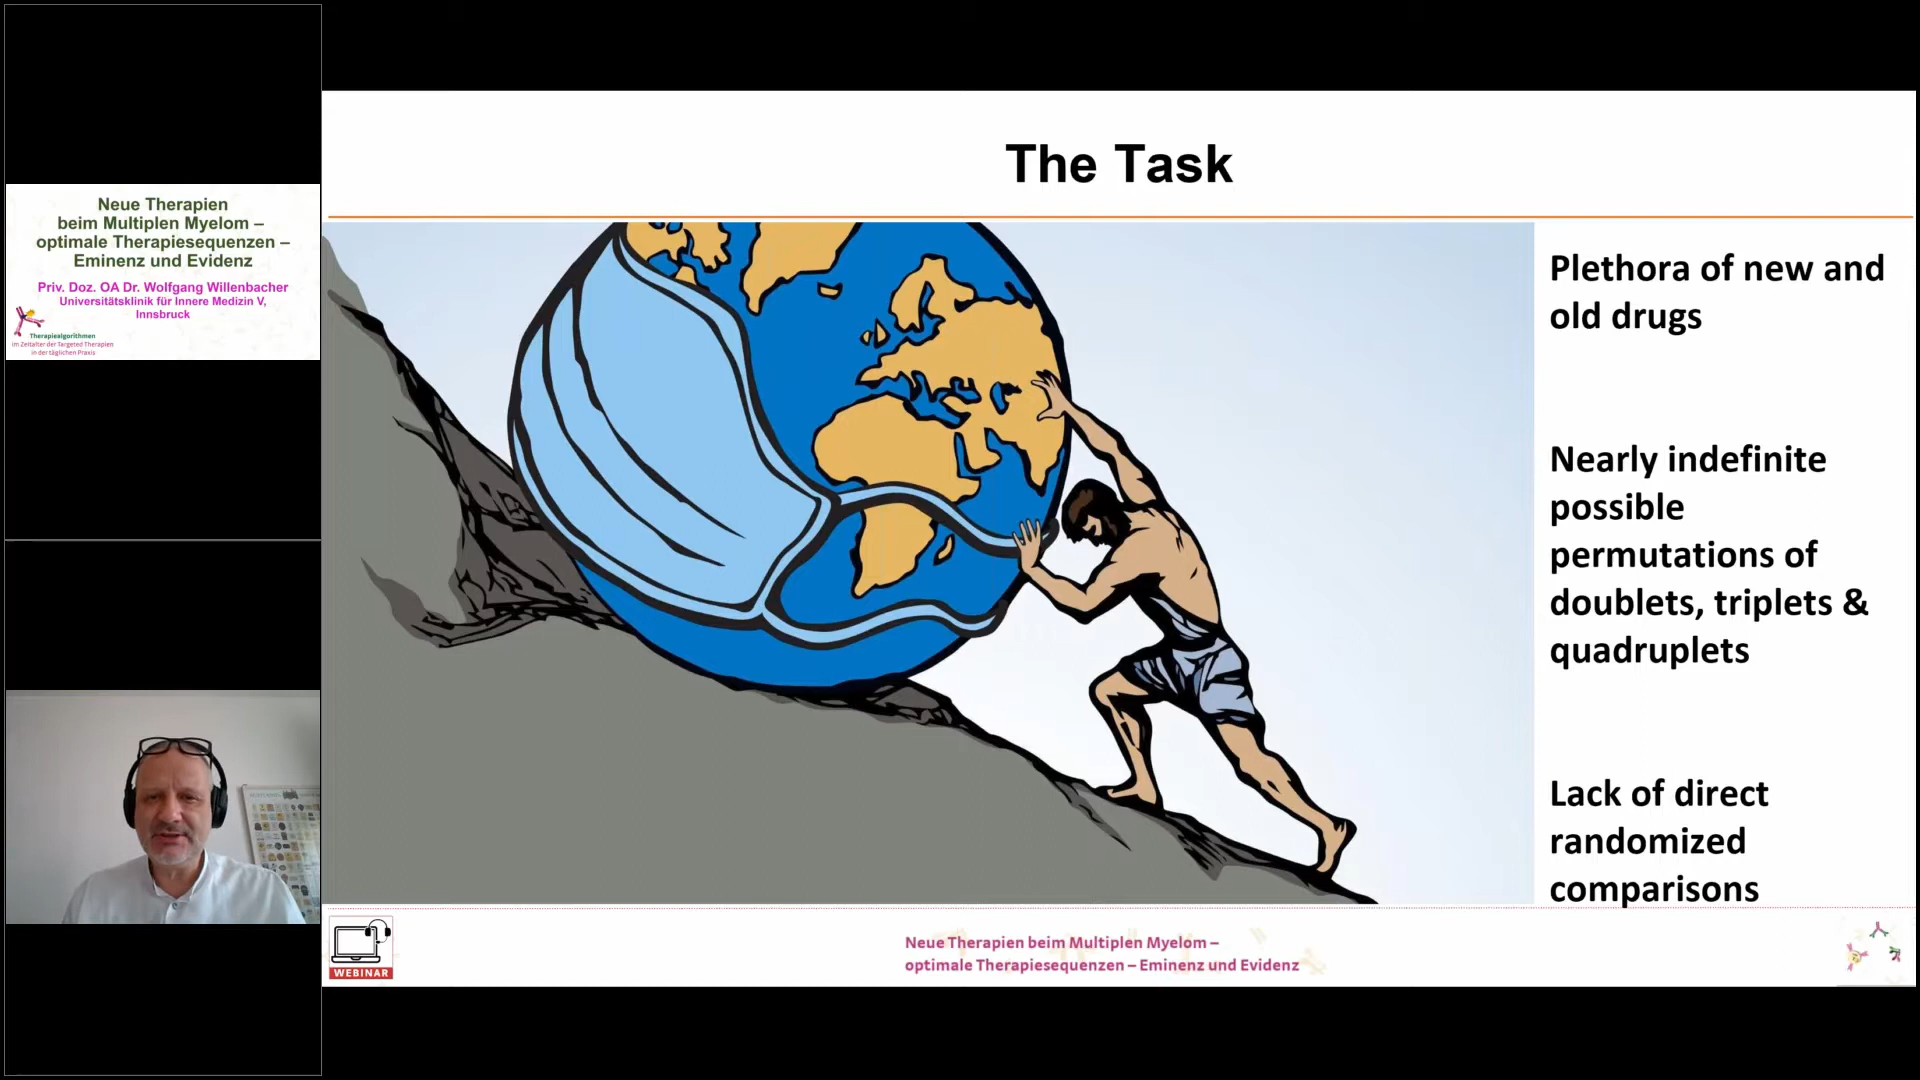 Neue Therapien
beim Multiplen Myelom –
optimale Therapiesequenzen –
Eminenz und Evidenz
Priv. Doz. OA Dr. Wolfgang Willenbacher
Universitätsklinik für Innere Medizin V,
Innsbruck
Therapiealgorithmen
im Zeitalter der Targeted Therapien
in der täglichen Praxis
The Task
Plethora of new and
old drugs
Nearly indefinite
possible
permutations of
doublets, triplets &
quadruplets
Lack of direct
randomized
comparisons
WEBINAR
Neue Therapien beim Multiplen Myelom –
optimale Therapiesequenzen – Eminenz und Evidenz